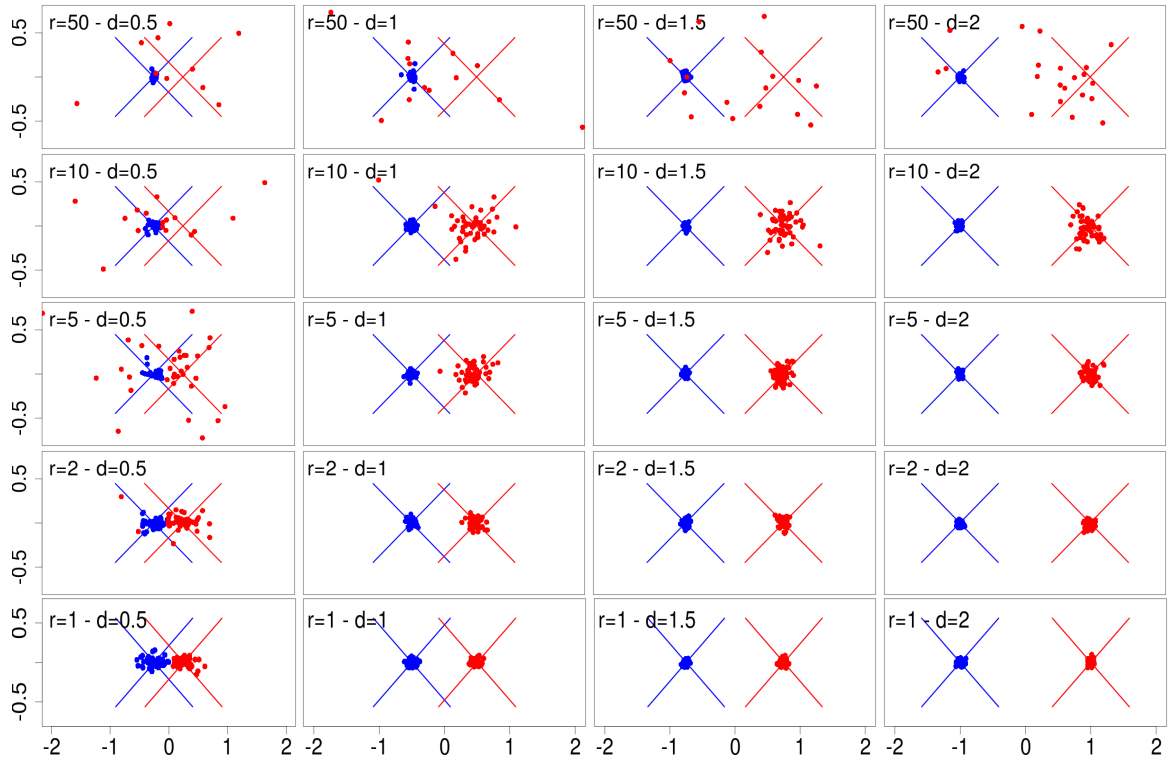 r=50 - d=0.5 r=50 - d=1 r=50 - d=1.5 r=50 - d=2
0.5
-0.5
r=10 - d=0.5 r=10 - d=1 r=10 - d=1.5 r=10 - d=2
0.5
-0.5
r=5 - d=0.5 r=5 - d=1 r=5 - d=1.5 r=5 - d=2
0.5
-0.5
r=2 - d=0.5 r=2 - d=1 r=2 - d=1.5 r=2 - d=2
0.5
-0.5
r=1 - d=0.5 r=1 - d=1 r=1 - d=1.5 r=1 - d=2
0.5
-0.5
-2 -1 0 1 2 -2 -1 0 1 2 -2 -1 0 1 2 -2 -1 0 1 2